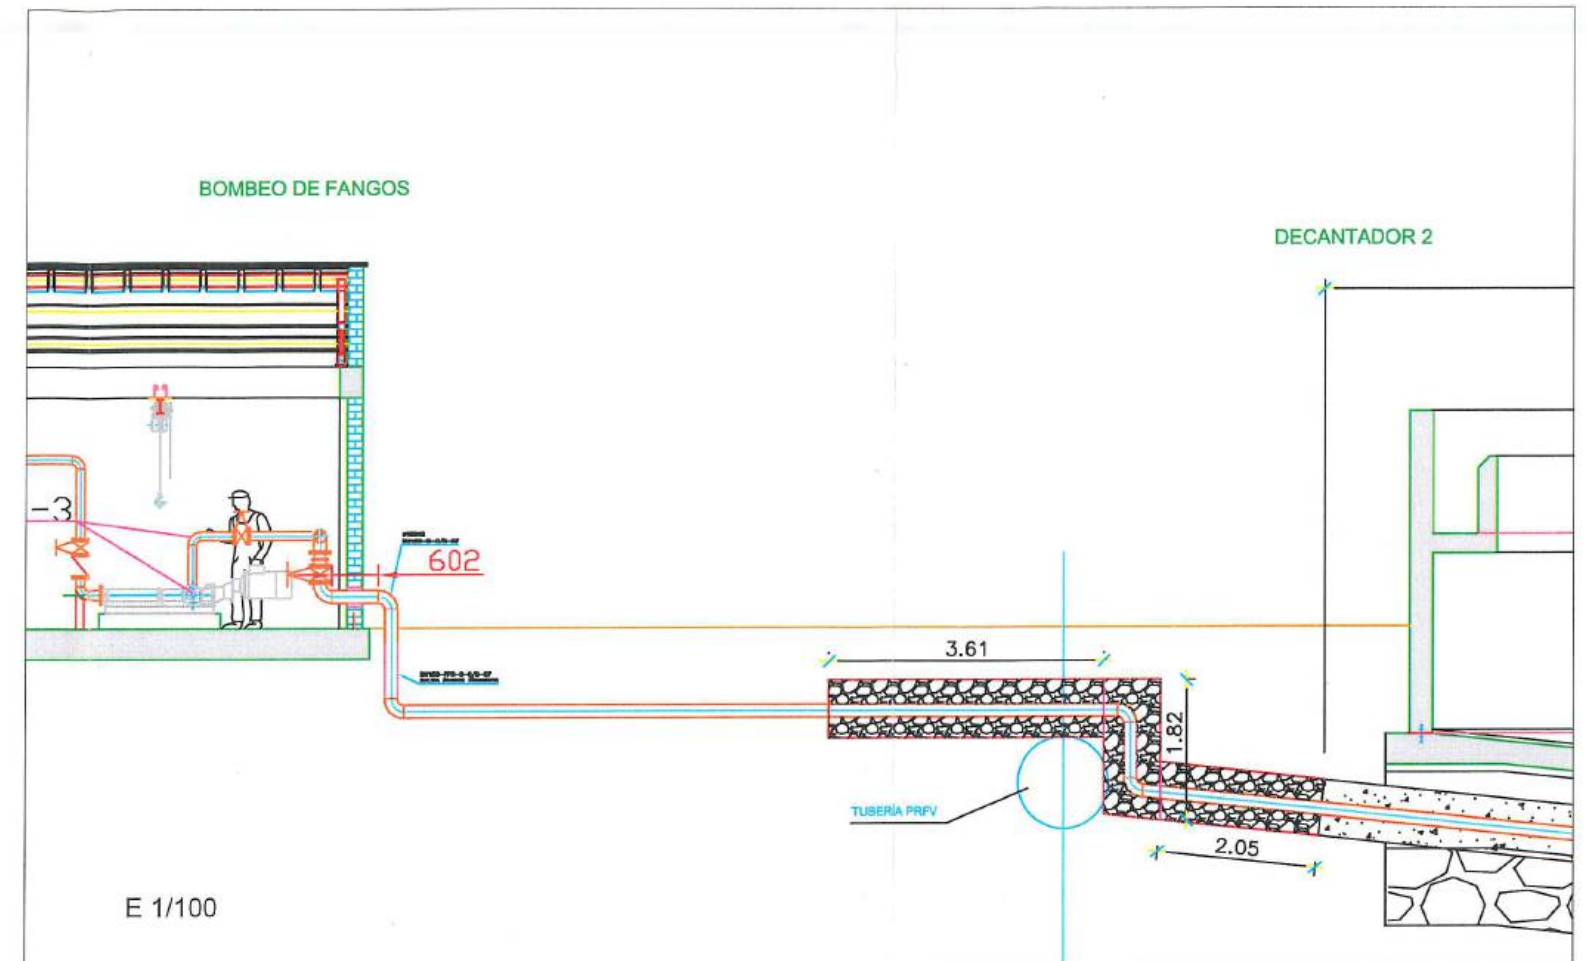 BOMBEO DE FANGOS
DECANTADOR 2
-3
602
3.61
1.82
TUBERÍA PRFV
2.05
E 1/100